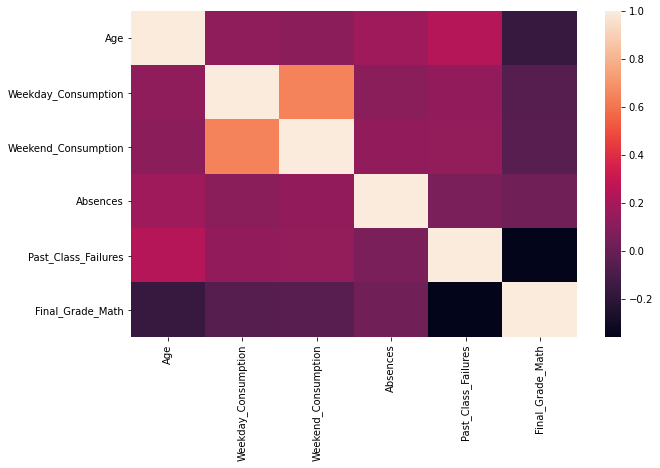 Age
Weekday_Consumption
Weekend_Consumption
Absences
Past_Class_Failures
Final_Grade_Math
Age
Weekday_Consumption
Weekend_Consumption
Absences
Past_Class_Failures
Final_Grade_Math
1.0
0.8
0.6
0.4
0.2
0.0
−0.2